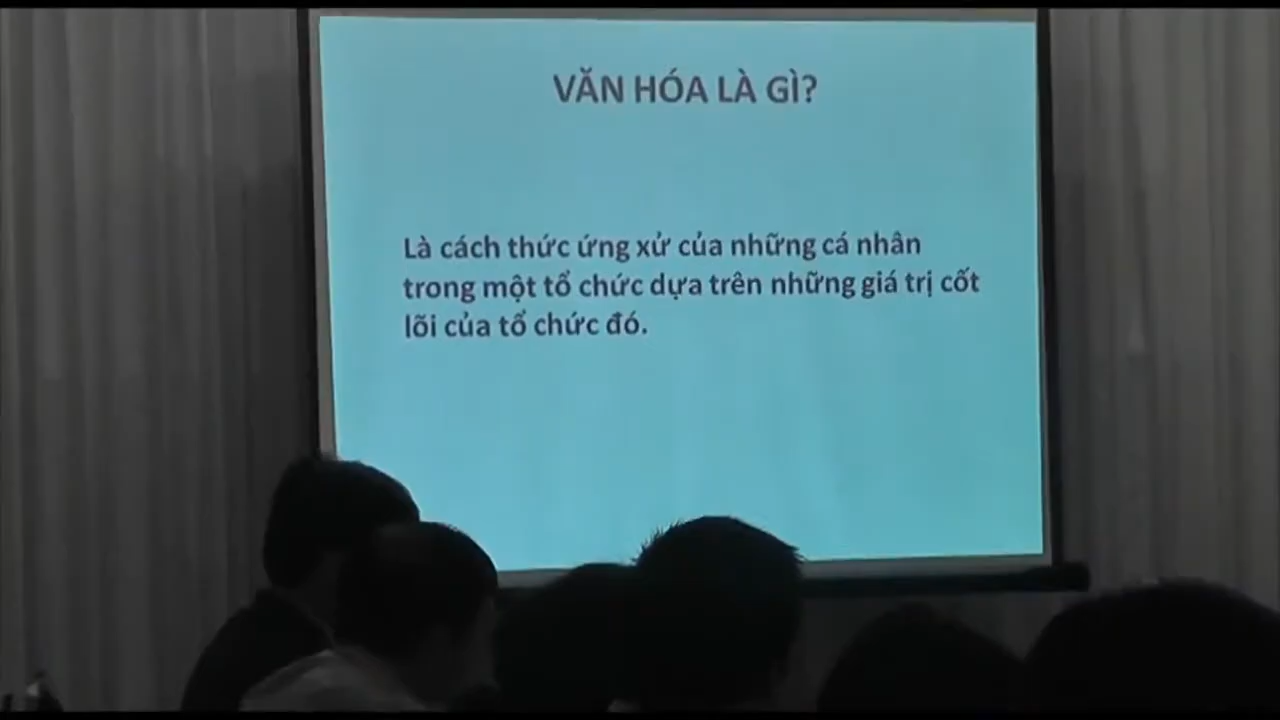 VĂN HÓA LÀ GÌ?
Là cách thức ứng xử của những cá nhân
trong một tổ chức dựa trên những giá trị cốt
lõi của tổ chức đó.